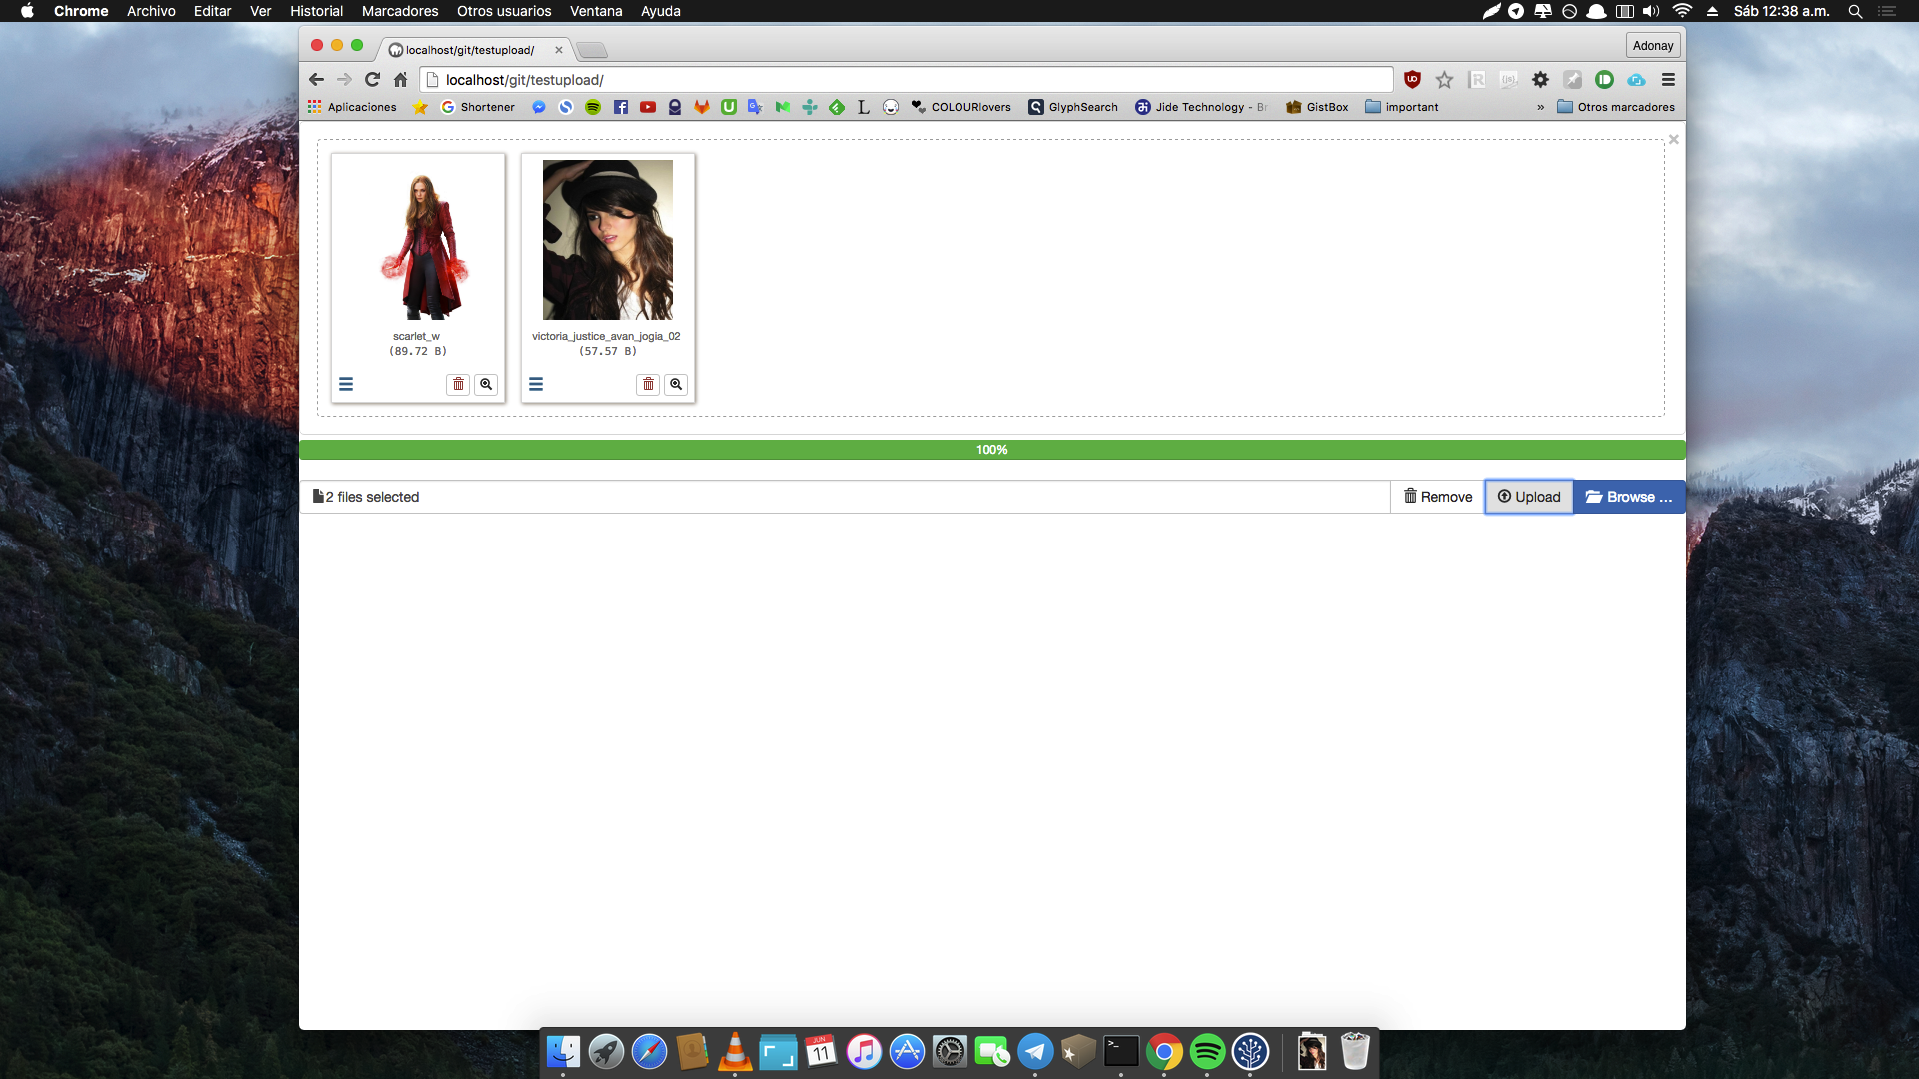 Chrome Archivo Editar Ver Historial Marcadores Otros usuarios Ventana Ayuda Sáb 12:38 a.m.
localhost/git/testupload/ Adonay
localhost/git/testupload/
Aplicaciones Shortener COLOURlovers GlyphSearch Jide Technology - Br GistBox important » Otros marcadores
scarlet_w
(89.72 B)
victoria_justice_avan_jogia_02
(57.57 B)
100%
2 files selected Remove Upload Browse ...
JUN
11